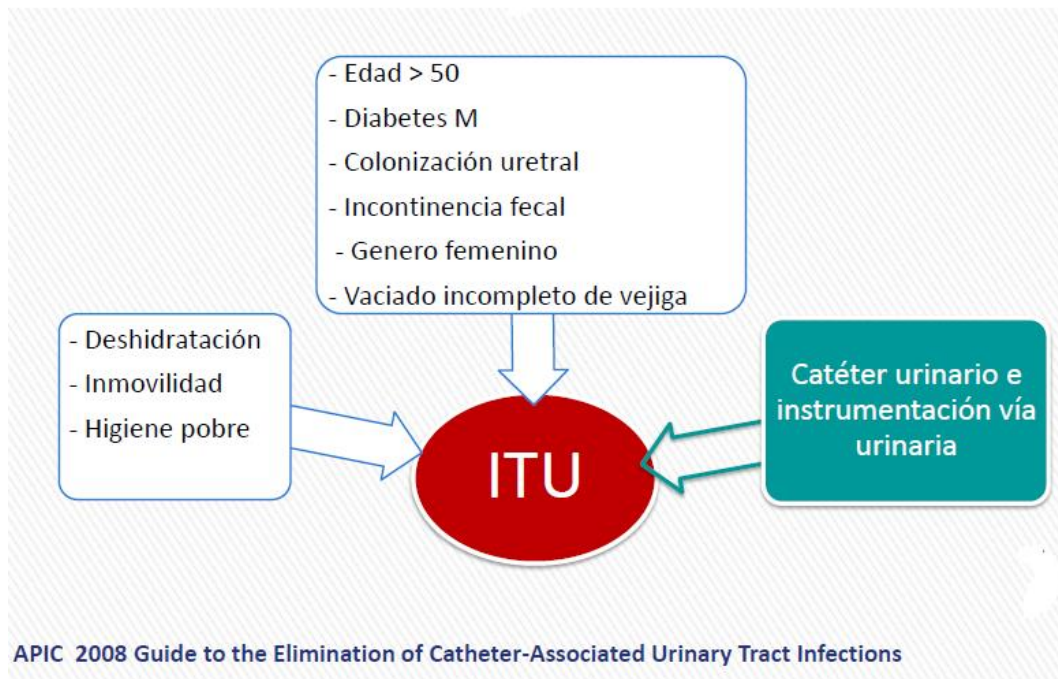 - Edad > 50
- Diabetes M
- Colonización uretral
- Incontinencia fecal
- Genero femenino
- Vaciado incompleto de vejiga
- Deshidratación
- Inmovilidad
- Higiene pobre
ITU
Catéter urinario e
instrumentación vía
urinaria
APIC 2008 Guide to the Elimination of Catheter-Associated Urinary Tract Infections